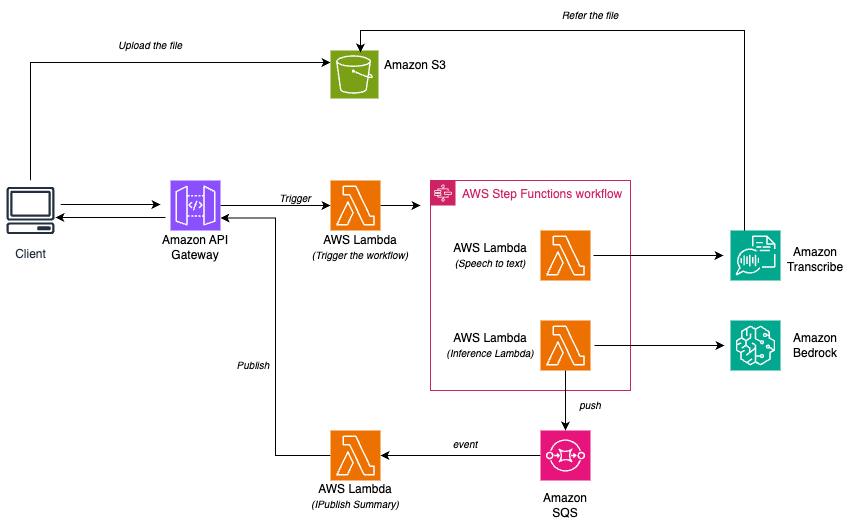 Refer the file
Upload the file
Amazon S3
AWS Step Functions workflow
Trigger
Client
Amazon API
Gateway
AWS Lambda
(Trigger the workflow)
AWS Lambda
(Speech to text)
Amazon
Transcribe
AWS Lambda
(Inference Lambda)
Amazon
Bedrock
Publish
push
event
AWS Lambda
(IPublish Summary)
Amazon
SQS